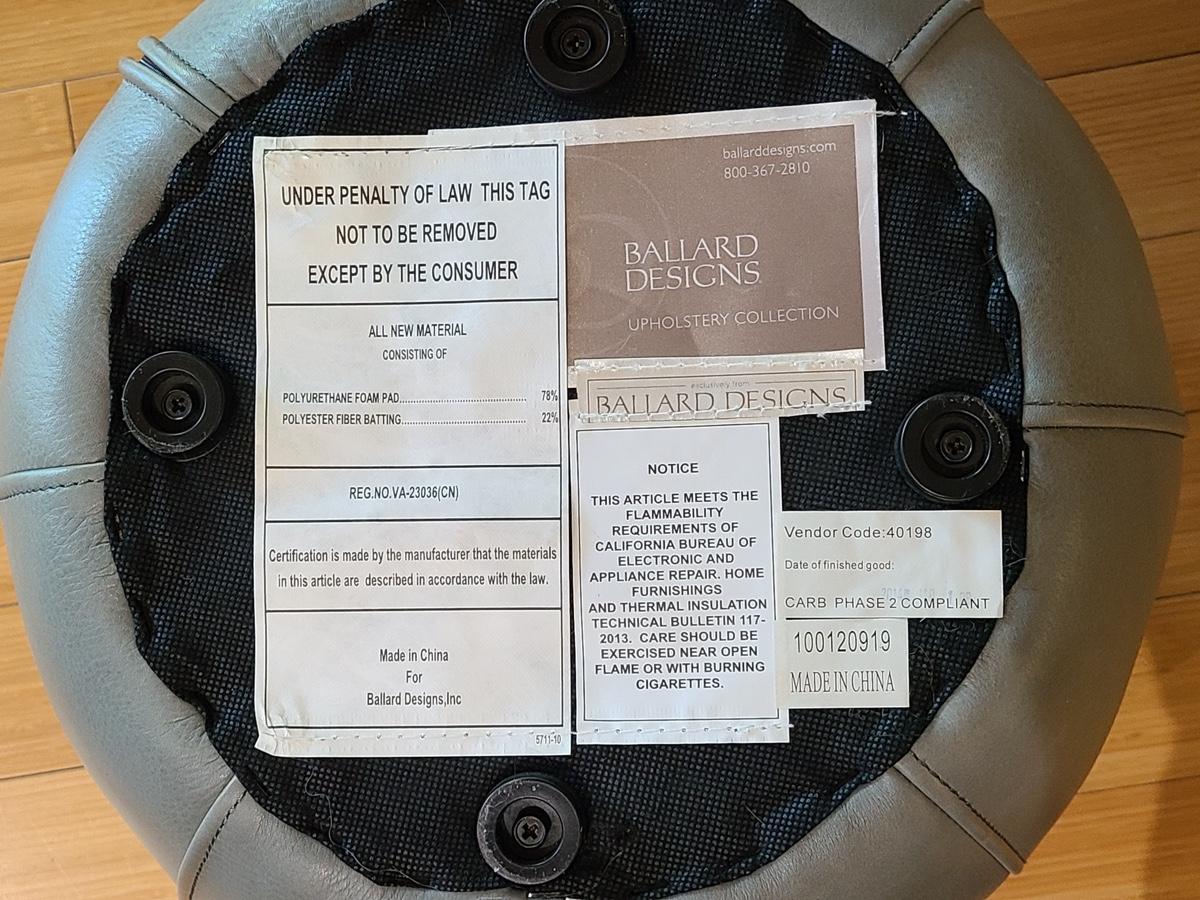 UNDER PENALTY OF LAW THIS TAG
NOT TO BE REMOVED
EXCEPT BY THE CONSUMER
ALL NEW MATERIAL
CONSISTING OF
POLYURETHANE FOAM PAD.............................................. 78%
POLYESTER FIBER BATTING.............................................. 22%
REG.NO.VA-23036(CN)
Certification is made by the manufacturer that the materials
in this article are described in accordance with the law.
Made in China
For
Ballard Designs,Inc
5711-10
ballarddesigns.com
800-367-2810
BALLARD
DESIGNS
UPHOLSTERY COLLECTION
exclusively from
BALLARD DESIGNS
NOTICE
THIS ARTICLE MEETS THE
FLAMMABILITY
REQUIREMENTS OF
CALIFORNIA BUREAU OF
ELECTRONIC AND
APPLIANCE REPAIR. HOME
FURNISHINGS
AND THERMAL INSULATION
TECHNICAL BULLETIN 117-
2013. CARE SHOULD BE
EXERCISED NEAR OPEN
FLAME OR WITH BURNING
CIGARETTES.
Vendor Code:40198
Date of finished good:
CARB PHASE 2 COMPLIANT
100120919
MADE IN CHINA